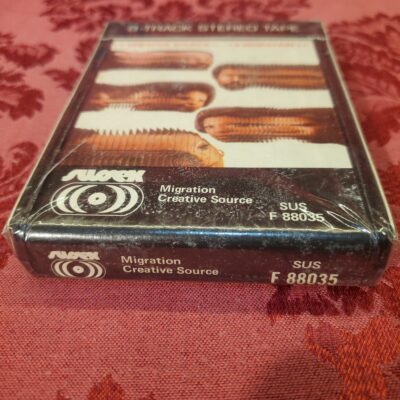 8-TRACK STEREO TAPE
SUSSEX
Migration
Creative Source
SUS
F 88035
SUSSEX
Migration
Creative Source
SUS
F 88035